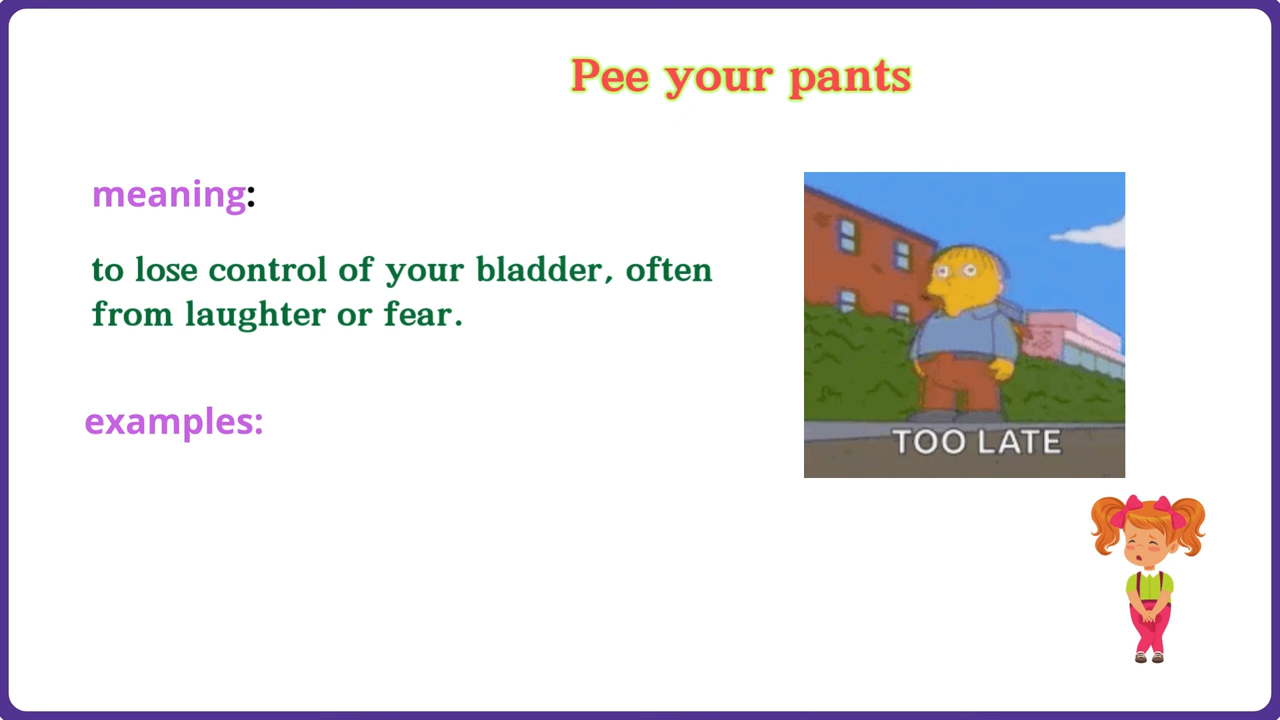 Pee your pants
meaning:
to lose control of your bladder, often
from laughter or fear.
examples:
TOO LATE